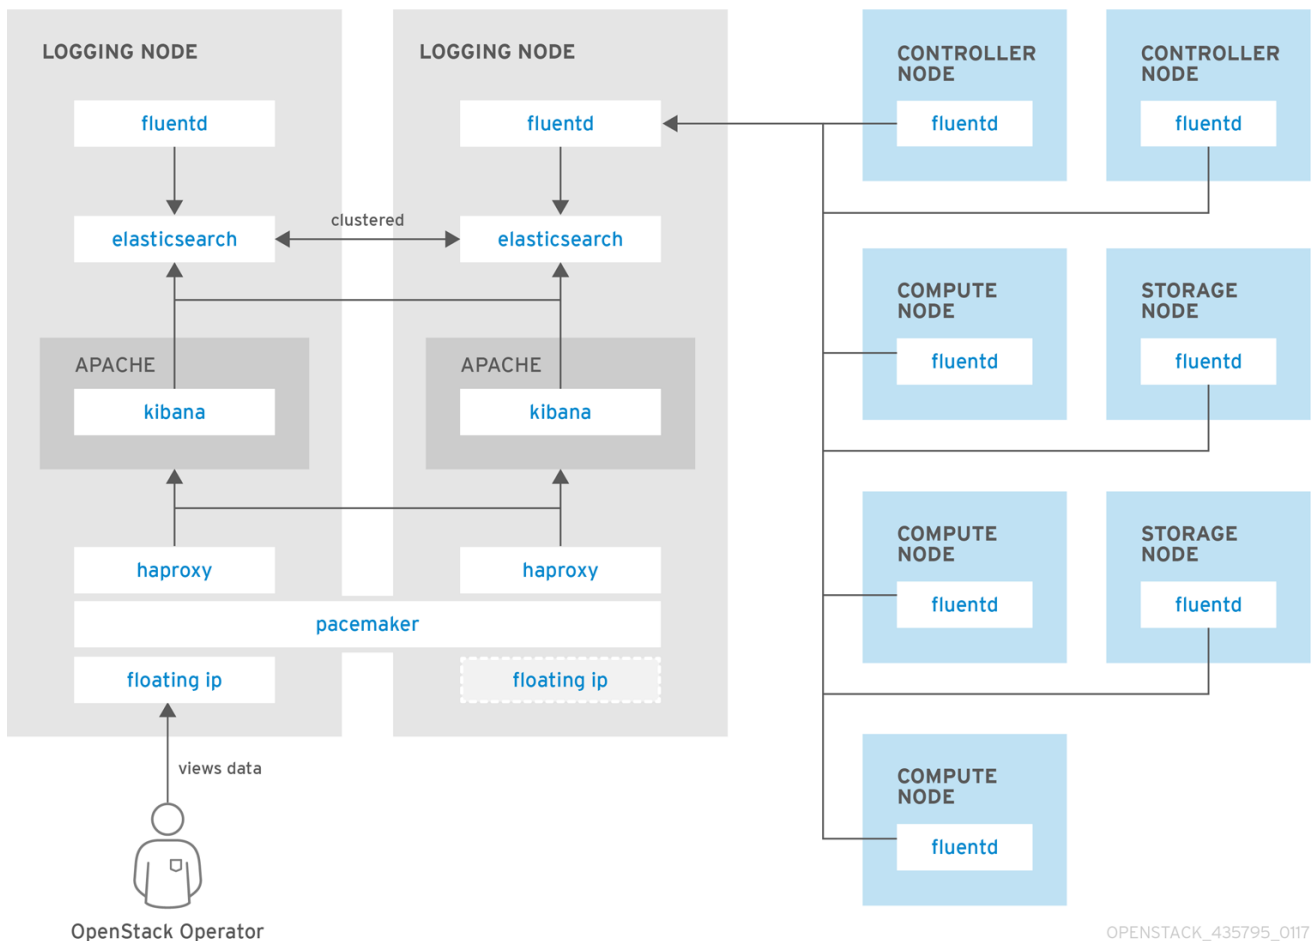 LOGGING NODE
fluentd
clustered
elasticsearch
APACHE
kibana
haproxy
pacemaker
floating ip
views data
OpenStack Operator
LOGGING NODE
fluentd
elasticsearch
APACHE
kibana
haproxy
floating ip
CONTROLLER
NODE
fluentd
CONTROLLER
NODE
fluentd
COMPUTE
NODE
fluentd
STORAGE
NODE
fluentd
COMPUTE
NODE
fluentd
STORAGE
NODE
fluentd
COMPUTE
NODE
fluentd
OPENSTACK_435795_0117